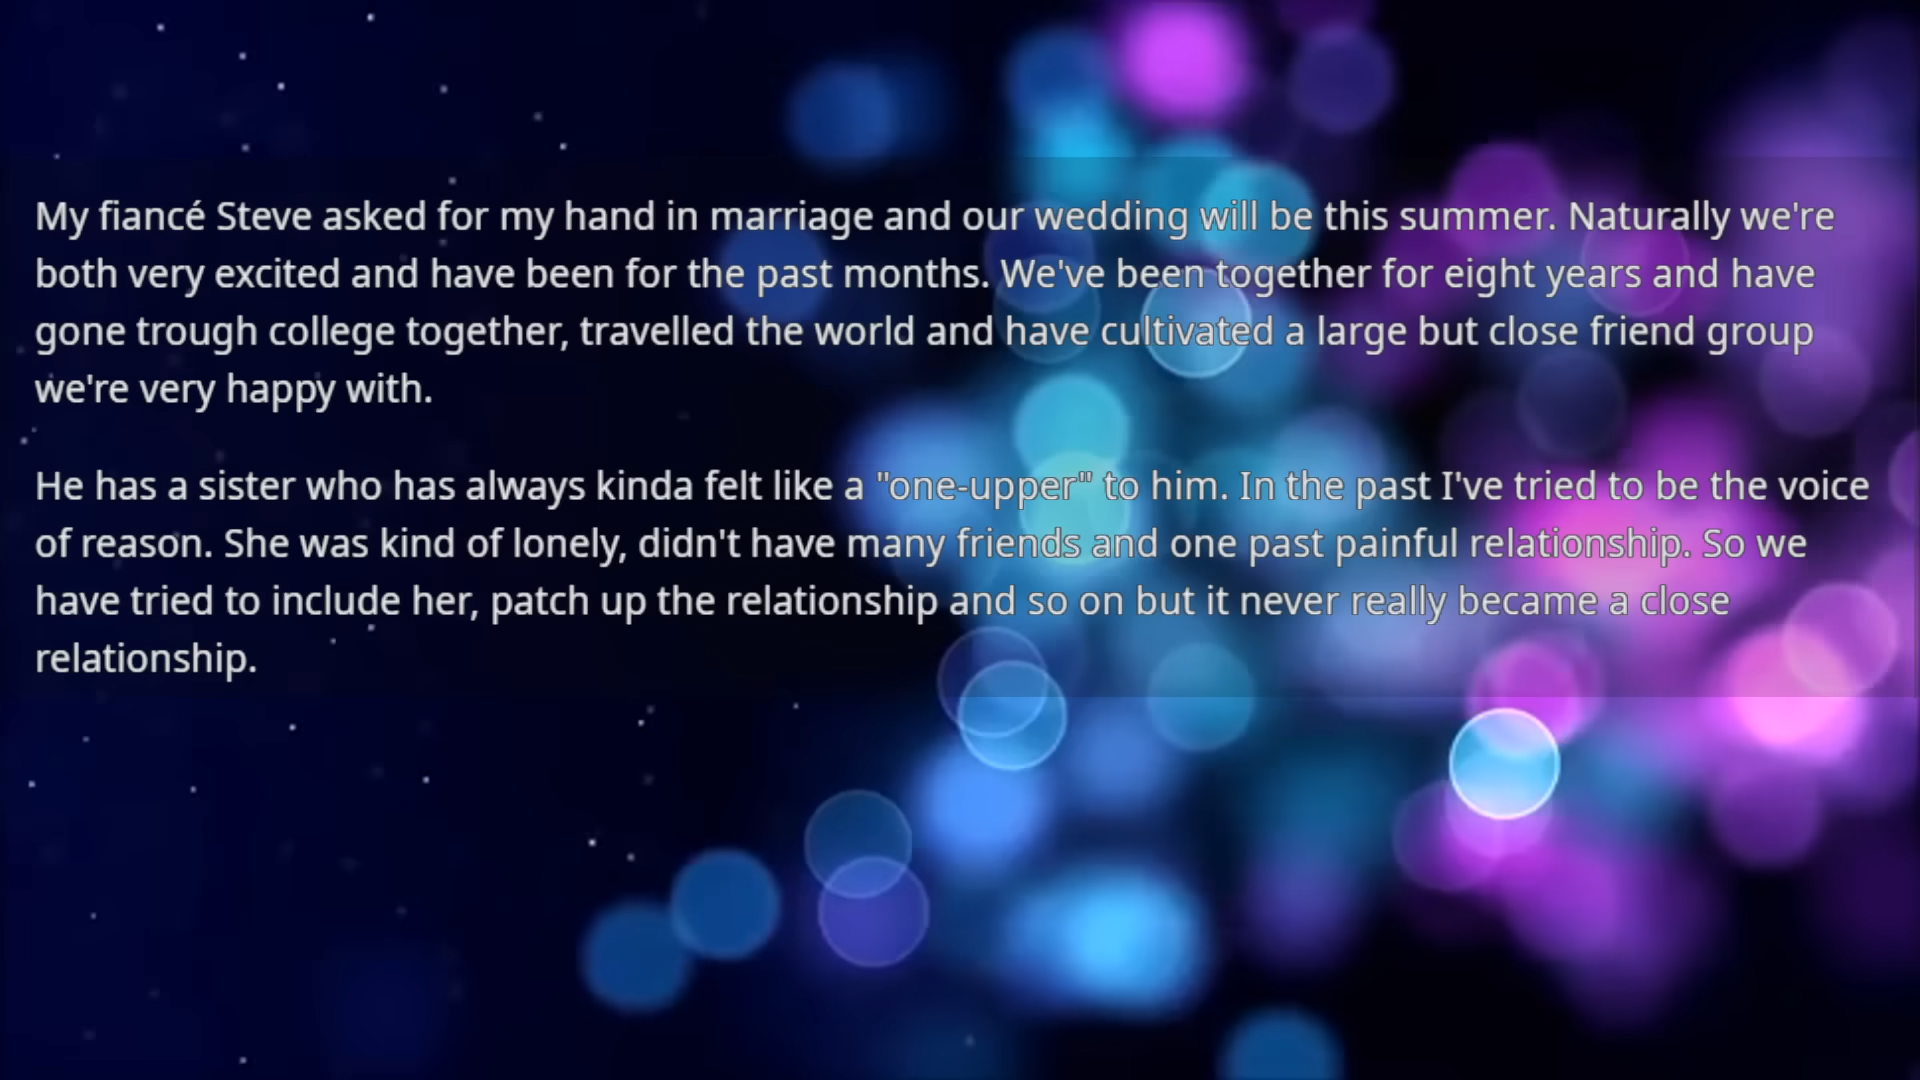 My fiancé Steve asked for my hand in marriage and our wedding will be this summer. Naturally we're
both very excited and have been for the past months. We've been together for eight years and have
gone trough college together, travelled the world and have cultivated a large but close friend group
we're very happy with.
He has a sister who has always kinda felt like a "one-upper" to him. In the past I've tried to be the voice
of reason. She was kind of lonely, didn't have many friends and one past painful relationship. So we
have tried to include her, patch up the relationship and so on but it never really became a close
relationship.